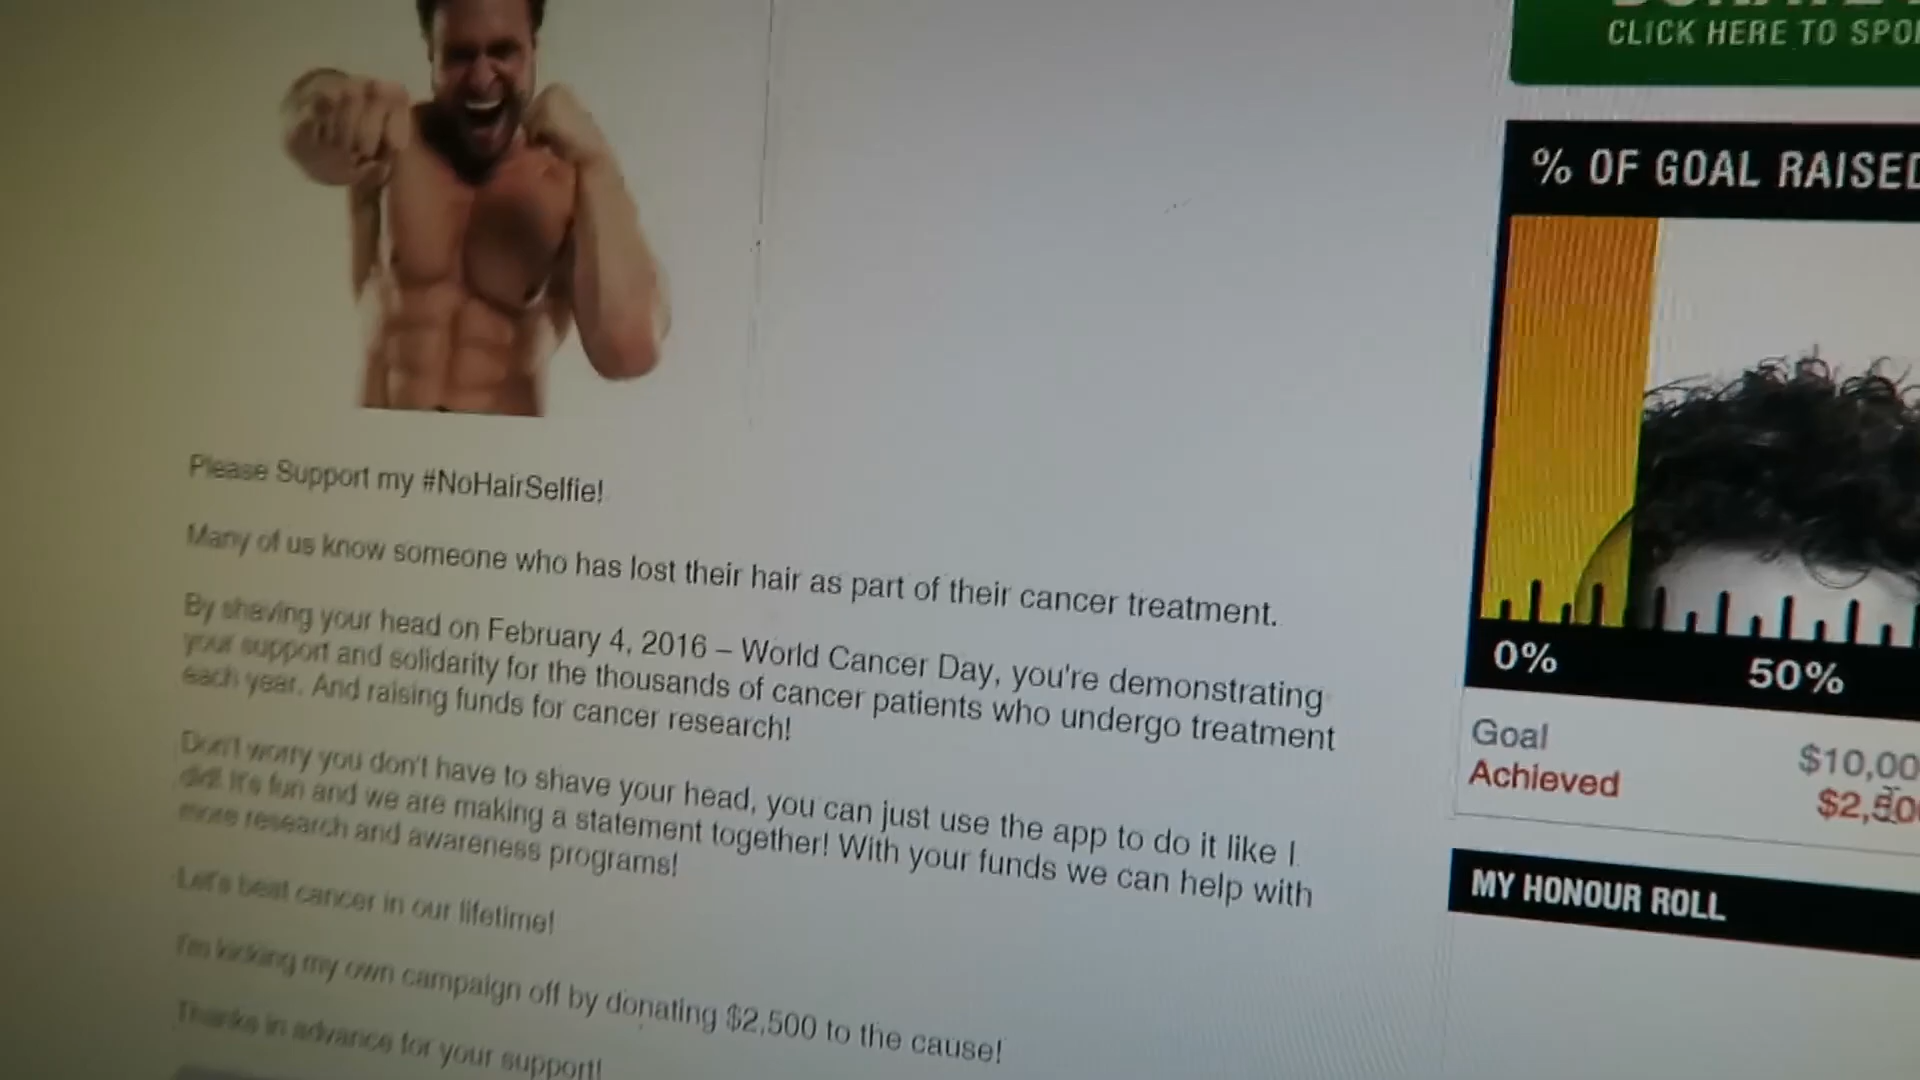 CLICK HERE TO
% OF GOAL RAISED
0%
50%
Goal
$10,00
Achieved
$2,50
MY HONOUR ROLL
Please Support my #NoHairSelfie!
Many of us know someone who has lost their hair as part of their cancer treatment.
By shaving your head on February 4, 2016 – World Cancer Day, you're demonstrating
your support and solidarity for the thousands of cancer patients who undergo treatment
each year. And raising funds for cancer research!
Don't worry you don't have to shave your head, you can just use the app to do it like I
did! It's fun and we are making a statement together! With your funds we can help with
more research and awareness programs!
Let's beat cancer in our lifetime!
I'm kicking my own campaign off by donating $2,500 to the cause!
Thanks in advance for your support!